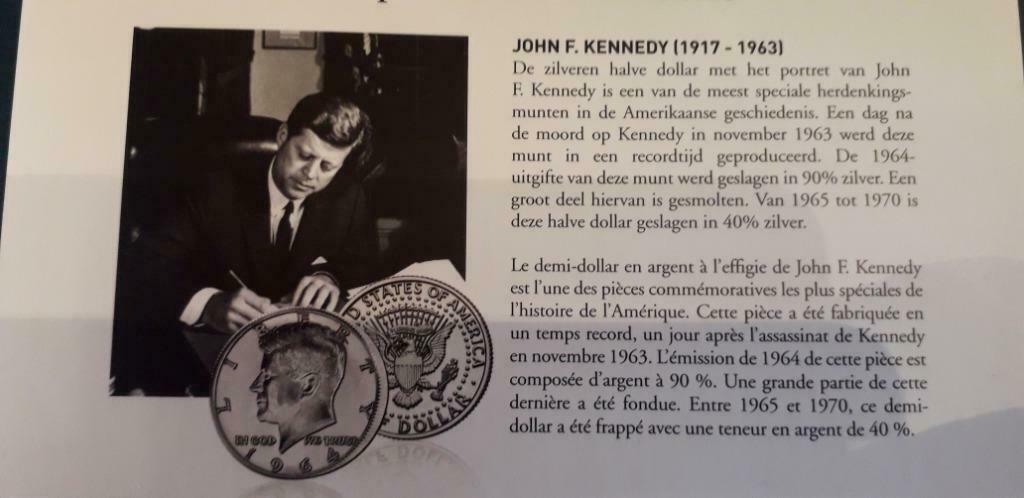 JOHN F. KENNEDY (1917 - 1963)
De zilveren halve dollar met het portret van John
F. Kennedy is een van de meest speciale herdenkings-
munten in de Amerikaanse geschiedenis. Een dag na
de moord op Kennedy in november 1963 werd deze
munt in een recordtijd geproduceerd. De 1964-
uitgifte van deze munt werd geslagen in 90% zilver. Een
groot deel hiervan is gesmolten. Van 1965 tot 1970 is
deze halve dollar geslagen in 40% zilver.
Le demi-dollar en argent à l'effigie de John F. Kennedy
est l'une des pièces commémoratives les plus spéciales de
l'histoire de l'Amérique. Cette pièce a été fabriquée en
un temps record, un jour après l'assassinat de Kennedy
en novembre 1963. L'émission de 1964 de cette pièce est
composée d'argent à 90 %. Une grande partie de cette
dernière a été fondue. Entre 1965 et 1970, ce demi-
dollar a été frappé avec une teneur en argent de 40 %.
LIBERTY
IN GOD WE TRUST
1964
D STATES OF AMERICA
DOLLAR